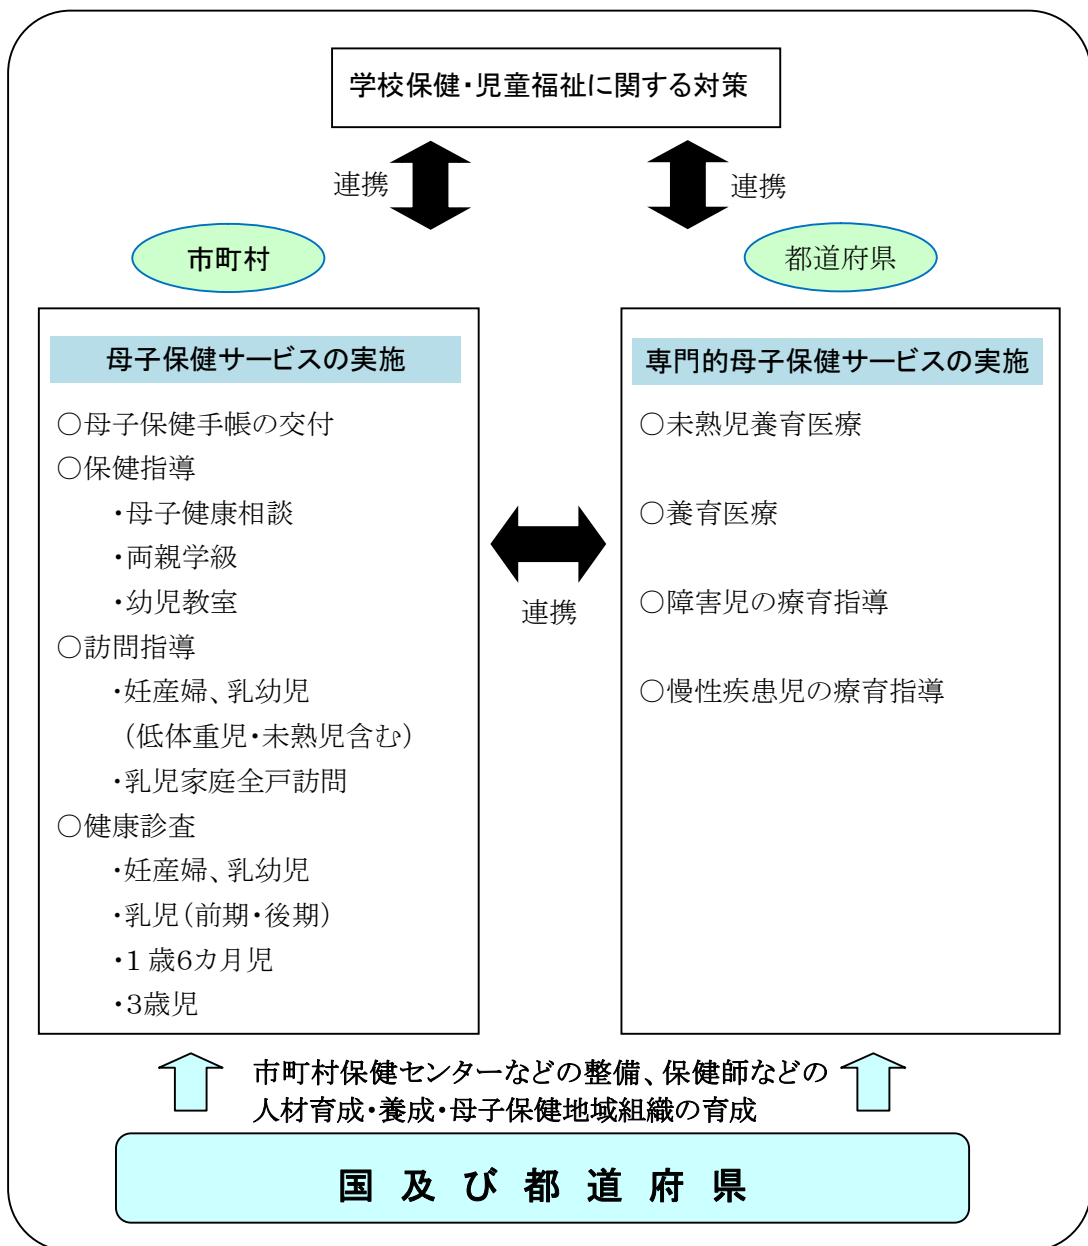 学校保健・児童福祉に関する対策
連携
連携
市町村
都道府県
母子保健サービスの実施
○母子保健手帳の交付
○保健指導
・母子健康相談
・両親学級
・幼児教室
○訪問指導
・妊産婦、乳幼児
(低体重児・未熟児含む)
・乳児家庭全戸訪問
○健康診査
・妊産婦、乳幼児
・乳児(前期・後期)
・1歳6カ月児
・3歳児
連携
専門的母子保健サービスの実施
○未熟児養育医療
○養育医療
○障害児の療育指導
○慢性疾患児の療育指導
市町村保健センターなどの整備、保健師などの
人材育成・養成・母子保健地域組織の育成
国及び都道府県